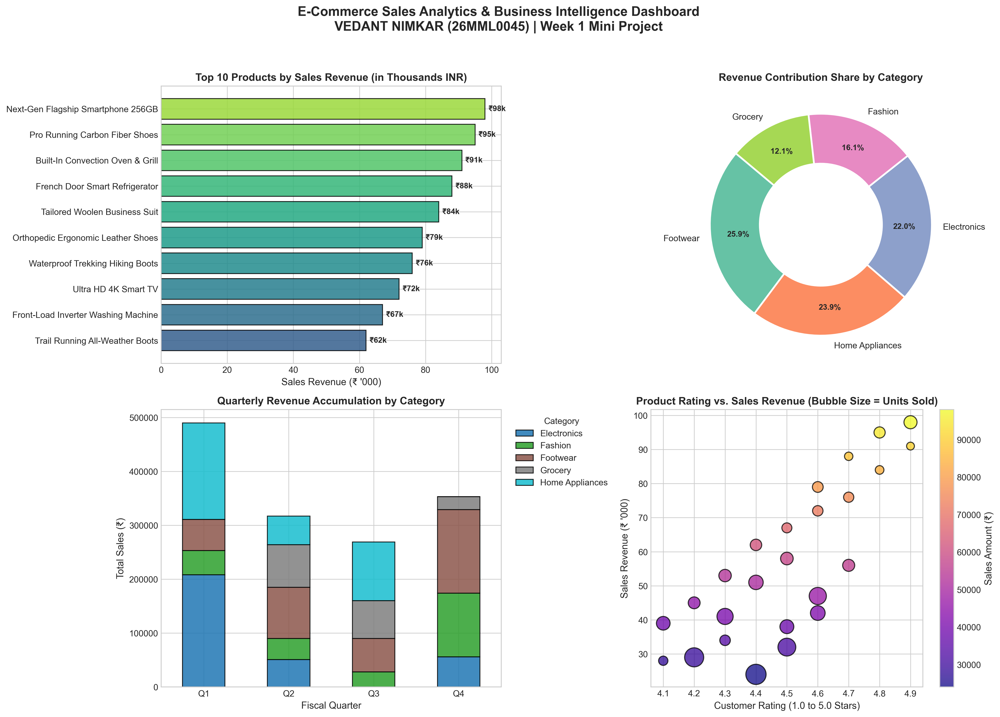 E-Commerce Sales Analytics & Business Intelligence Dashboard
VEDANT NIMKAR (26MML0045) | Week 1 Mini Project
Top 10 Products by Sales Revenue (in Thousands INR)
Next-Gen Flagship Smartphone 256GB ₹98k
Pro Running Carbon Fiber Shoes ₹95k
Built-In Convection Oven & Grill ₹91k
French Door Smart Refrigerator ₹88k
Tailored Woolen Business Suit ₹84k
Orthopedic Ergonomic Leather Shoes ₹79k
Waterproof Trekking Hiking Boots ₹76k
Ultra HD 4K Smart TV ₹72k
Front-Load Inverter Washing Machine ₹67k
Trail Running All-Weather Boots ₹62k
0 20 40 60 80 100
Sales Revenue (₹ '000)
Revenue Contribution Share by Category
Fashion
Grocery
16.1%
12.1%
Electronics
22.0%
Footwear
25.9%
23.9%
Home Appliances
Quarterly Revenue Accumulation by Category
500000
400000
300000
200000
100000
0
Total Sales (₹)
Q1 Q2 Q3 Q4
Fiscal Quarter
Category
Electronics
Fashion
Footwear
Grocery
Home Appliances
Product Rating vs. Sales Revenue (Bubble Size = Units Sold)
100
90
80
70
60
50
40
30
Sales Revenue (₹ '000)
4.1 4.2 4.3 4.4 4.5 4.6 4.7 4.8 4.9
Customer Rating (1.0 to 5.0 Stars)
90000
80000
70000
60000
50000
40000
30000
Sales Amount (₹)